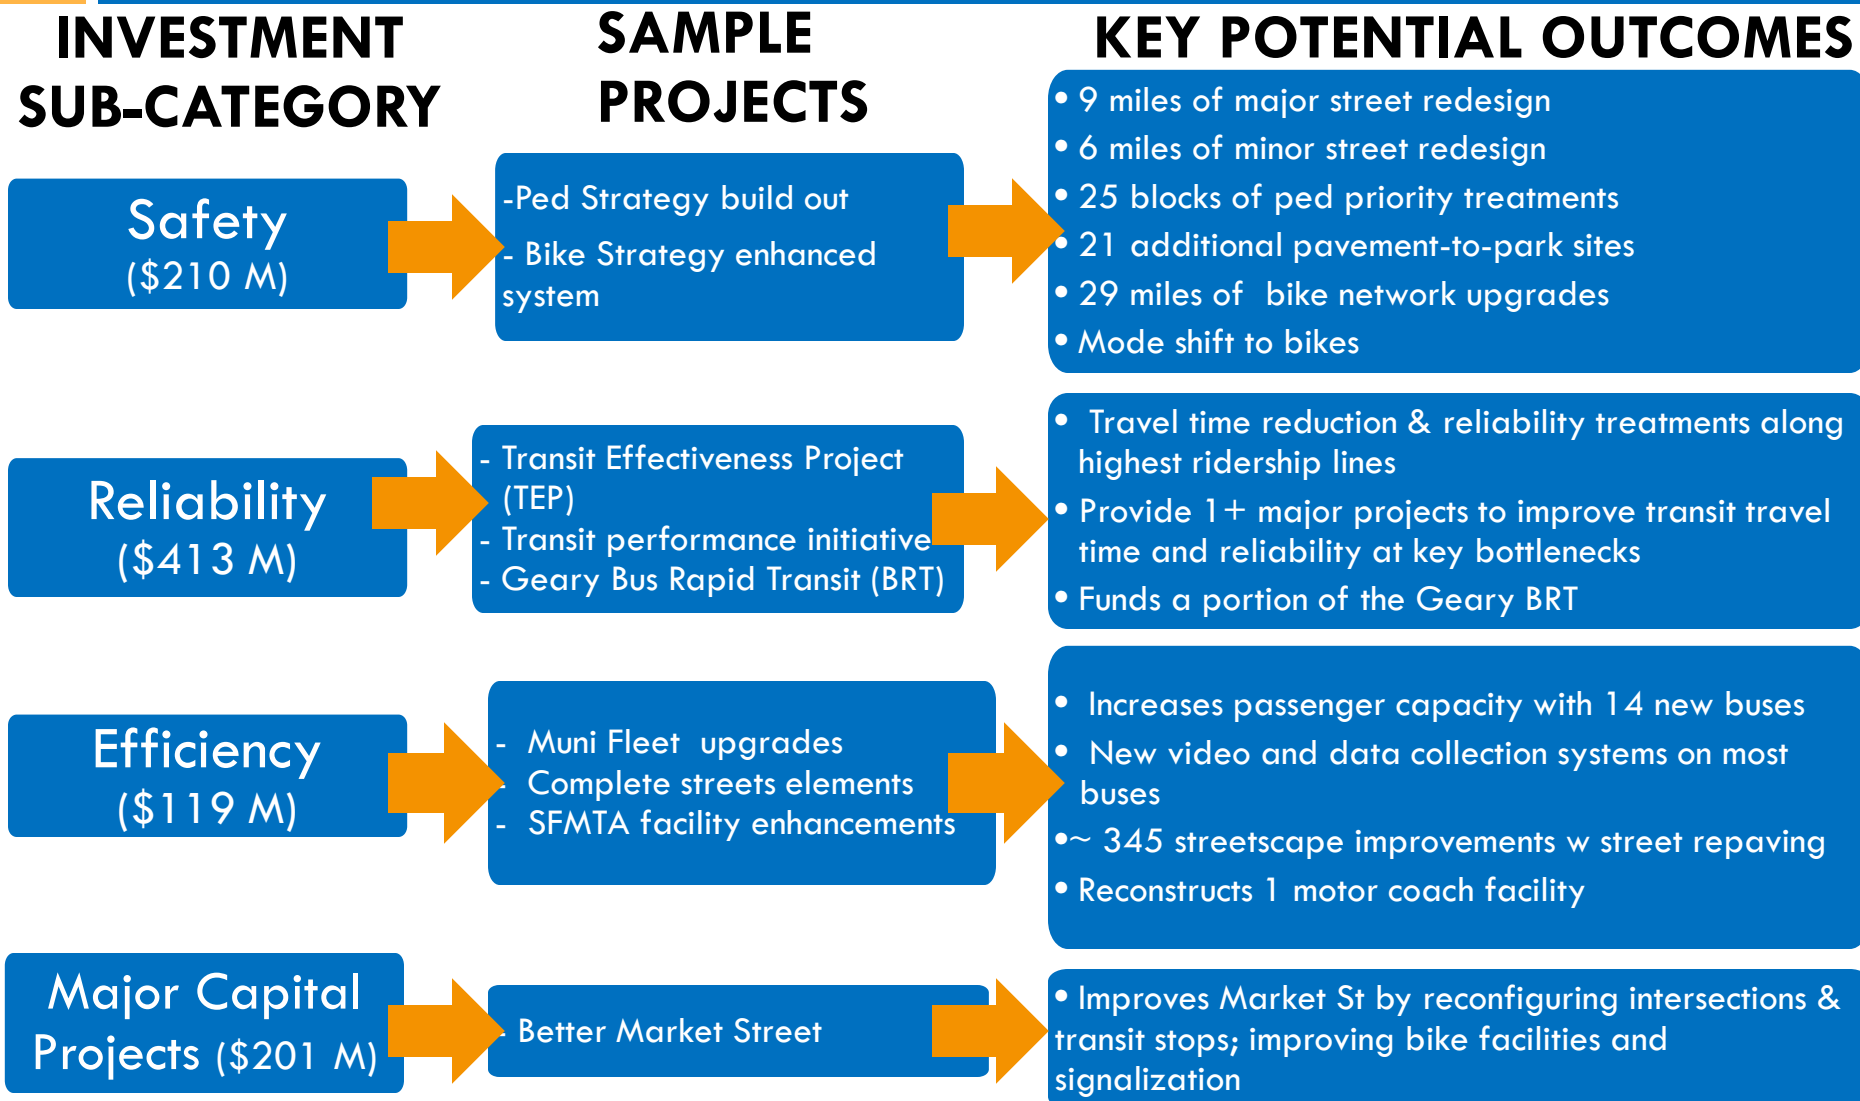 INVESTMENT
SUB-CATEGORY
SAMPLE
PROJECTS
KEY POTENTIAL OUTCOMES
Safety
($210 M)
-Ped Strategy build out
- Bike Strategy enhanced
system
• 9 miles of major street redesign
• 6 miles of minor street redesign
• 25 blocks of ped priority treatments
• 21 additional pavement-to-park sites
• 29 miles of bike network upgrades
• Mode shift to bikes
Reliability
($413 M)
- Transit Effectiveness Project
(TEP)
- Transit performance initiative
- Geary Bus Rapid Transit (BRT)
• Travel time reduction & reliability treatments along
highest ridership lines
• Provide 1+ major projects to improve transit travel
time and reliability at key bottlenecks
• Funds a portion of the Geary BRT
Efficiency
($119 M)
- Muni Fleet upgrades
- Complete streets elements
- SFMTA facility enhancements
• Increases passenger capacity with 14 new buses
• New video and data collection systems on most
buses
•~ 345 streetscape improvements w street repaving
• Reconstructs 1 motor coach facility
Major Capital
Projects ($201 M)
- Better Market Street
• Improves Market St by reconfiguring intersections &
transit stops; improving bike facilities and
signalization